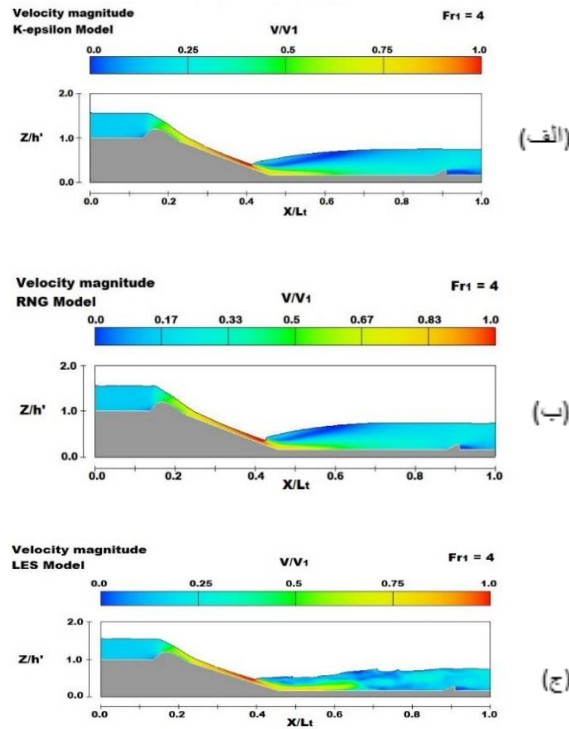 Velocity magnitude
K-epsilon Model
V/V1
Fr1 = 4
0.0 0.25 0.5 0.75 1.0
2.0
Z/h'
1.0
0.0
0.0 0.2 0.4 0.6 0.8 1.0
X/Lt
(الف)
Velocity magnitude
RNG Model
V/V1
Fr1 = 4
0.0 0.17 0.33 0.5 0.67 0.83 1.0
2.0
Z/h'
1.0
0.0
0.0 0.2 0.4 0.6 0.8 1.0
X/Lt
(ب)
Velocity magnitude
LES Model
V/V1
Fr1 = 4
0.0 0.25 0.5 0.75 1.0
2.0
Z/h'
1.0
0.0
0.0 0.2 0.4 0.6 0.8 1.0
X/Lt
(ج)